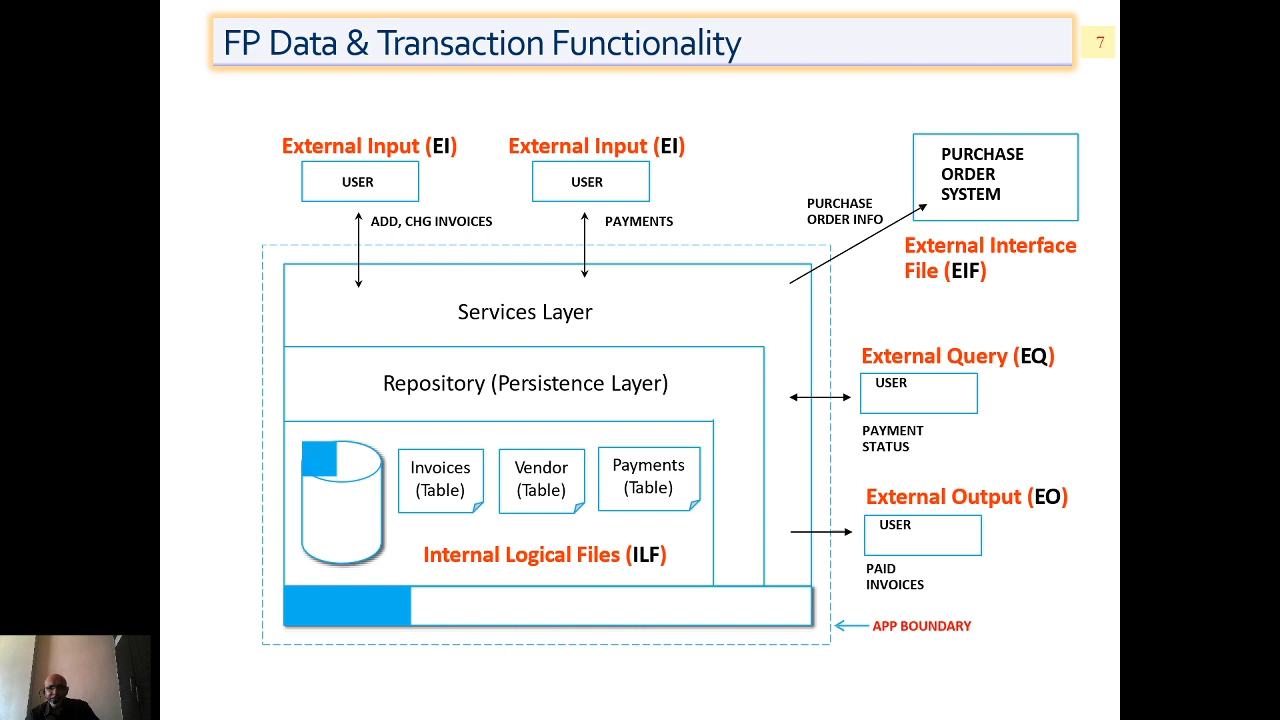 FP Data & Transaction Functionality
7
External Input (EI)
External Input (EI)
USER
USER
ADD, CHG INVOICES
PAYMENTS
PURCHASE
ORDER INFO
PURCHASE
ORDER
SYSTEM
External Interface
File (EIF)
Services Layer
Repository (Persistence Layer)
External Query (EQ)
USER
PAYMENT
STATUS
Invoices
(Table)
Vendor
(Table)
Payments
(Table)
Internal Logical Files (ILF)
External Output (EO)
USER
PAID
INVOICES
APP BOUNDARY